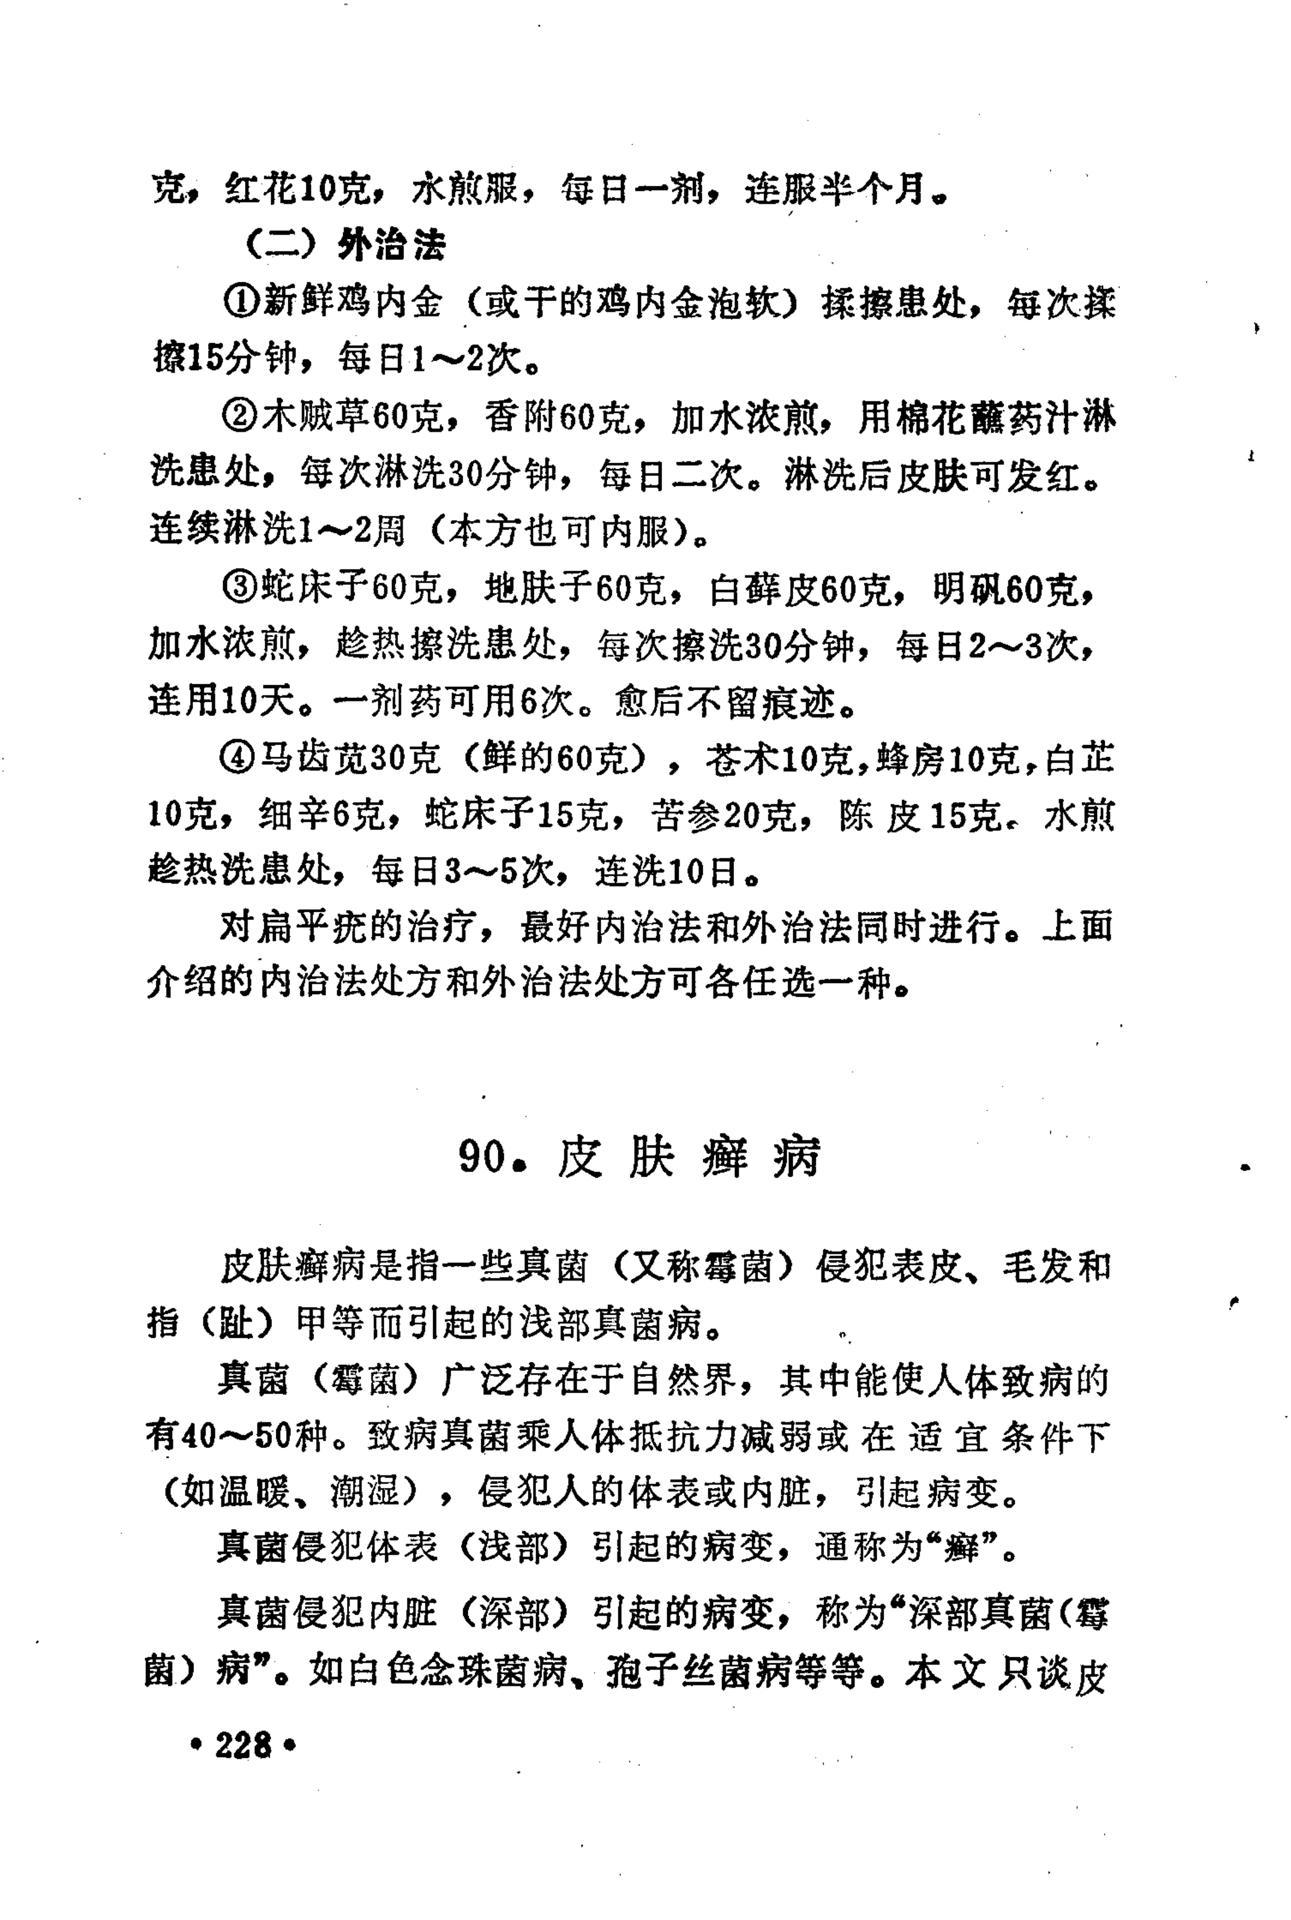 克，红花10克，水煎服，每日一剂，连服半个月。
（二）外治法
①新鲜鸡内金（或干的鸡内金泡软）揉擦患处，每次揉
擦15分钟，每日1～2次。
②木贼草60克，香附60克，加水浓煎，用棉花蘸药汁淋
洗患处，每次淋洗30分钟，每日二次。淋洗后皮肤可发红。
连续淋洗1～2周（本方也可内服）。
③蛇床子60克，地肤子60克，白藓皮60克，明矾60克，
加水浓煎，趁热擦洗患处，每次擦洗30分钟，每日2～3次，
连用10天。一剂药可用6次。愈后不留痕迹。
④马齿苋30克（鲜的60克），苍术10克，蜂房10克，白芷
10克，细辛6克，蛇床子15克，苦参20克，陈皮15克。水煎
趁热洗患处，每日3～5次，连洗10日。
对扁平疣的治疗，最好内治法和外治法同时进行。上面
介绍的内治法处方和外治法处方可各任选一种。
90．皮肤癣病
皮肤癣病是指一些真菌（又称霉菌）侵犯表皮、毛发和
指（趾）甲等而引起的浅部真菌病。
真菌（霉菌）广泛存在于自然界，其中能使人体致病的
有40～50种。致病真菌乘人体抵抗力减弱或在适宜条件下
（如温暖、潮湿），侵犯人的体表或内脏，引起病变。
真菌侵犯体表（浅部）引起的病变，通称为“癣”。
真菌侵犯内脏（深部）引起的病变，称为“深部真菌（霉
菌）病”。如白色念珠菌病、孢子丝菌病等等。本文只谈皮
•228•